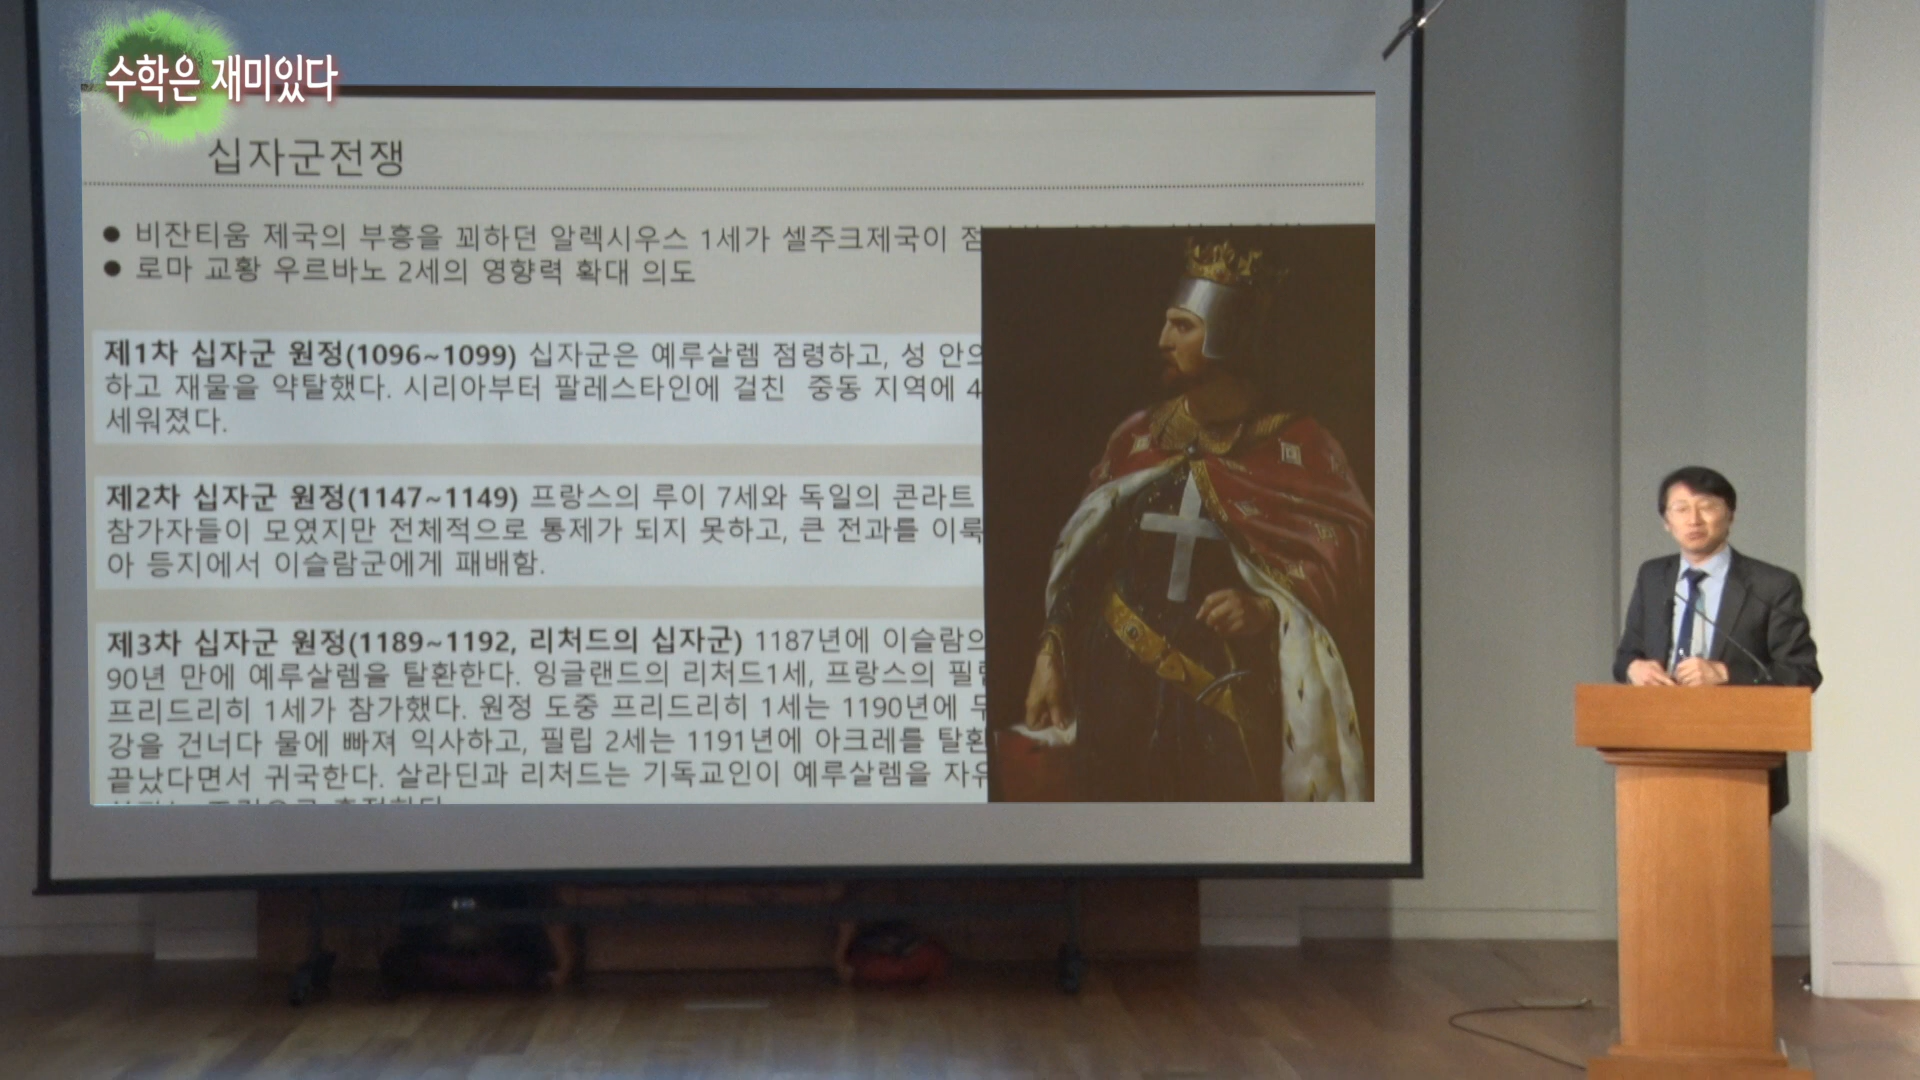 수학은 재미있다
십자군전쟁
● 비잔티움 제국의 부흥을 꾀하던 알렉시우스 1세가 셀주크제국이
● 로마 교황 우르바노 2세의 영향력 확대 의도
제1차 십자군 원정(1096~1099) 십자군은 예루살렘 점령하고, 성
하고 재물을 약탈했다. 시리아부터 팔레스타인에 걸친 중동 지역에 4
세워졌다.
제2차 십자군 원정(1147~1149) 프랑스의 루이 7세와 독일의 콘라트
참가자들이 모였지만 전체적으로 통제가 되지 못하고, 큰 전과를
아 등지에서 이슬람군에게 패배함.
제3차 십자군 원정(1189~1192, 리처드의 십자군) 1187년에
90년 만에 예루살렘을 탈환한다. 잉글랜드의 리처드1세, 프랑스의
프리드리히 1세가 참가했다. 원정 도중 프리드리히 1세는 1190년에
강을 건너다 물에 빠져 익사하고, 필립 2세는 1191년에 아크레를
끝났다면서 귀국한다. 살라딘과 리처드는 기독교인이 예루살렘을